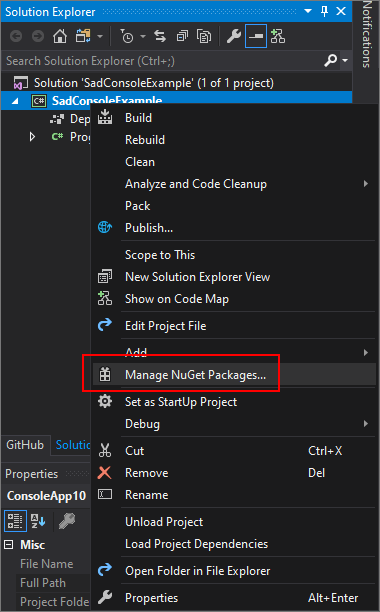 Solution Explorer
Search Solution Explorer (Ctrl+;)
Solution 'SadConsoleExample' (1 of 1 project)
C# SadConsoleExample
Dep
C# Prog
Build
Rebuild
Clean
Analyze and Code Cleanup
Pack
Publish...
Scope to This
New Solution Explorer View
Show on Code Map
Edit Project File
Add
Manage NuGet Packages...
Set as StartUp Project
Debug
Cut Ctrl+X
Remove Del
Rename
Unload Project
Load Project Dependencies
Open Folder in File Explorer
Properties Alt+Enter
GitHub Solution
Properties
ConsoleApp10
Misc
File Name
Full Path
Project Folder
Notifications